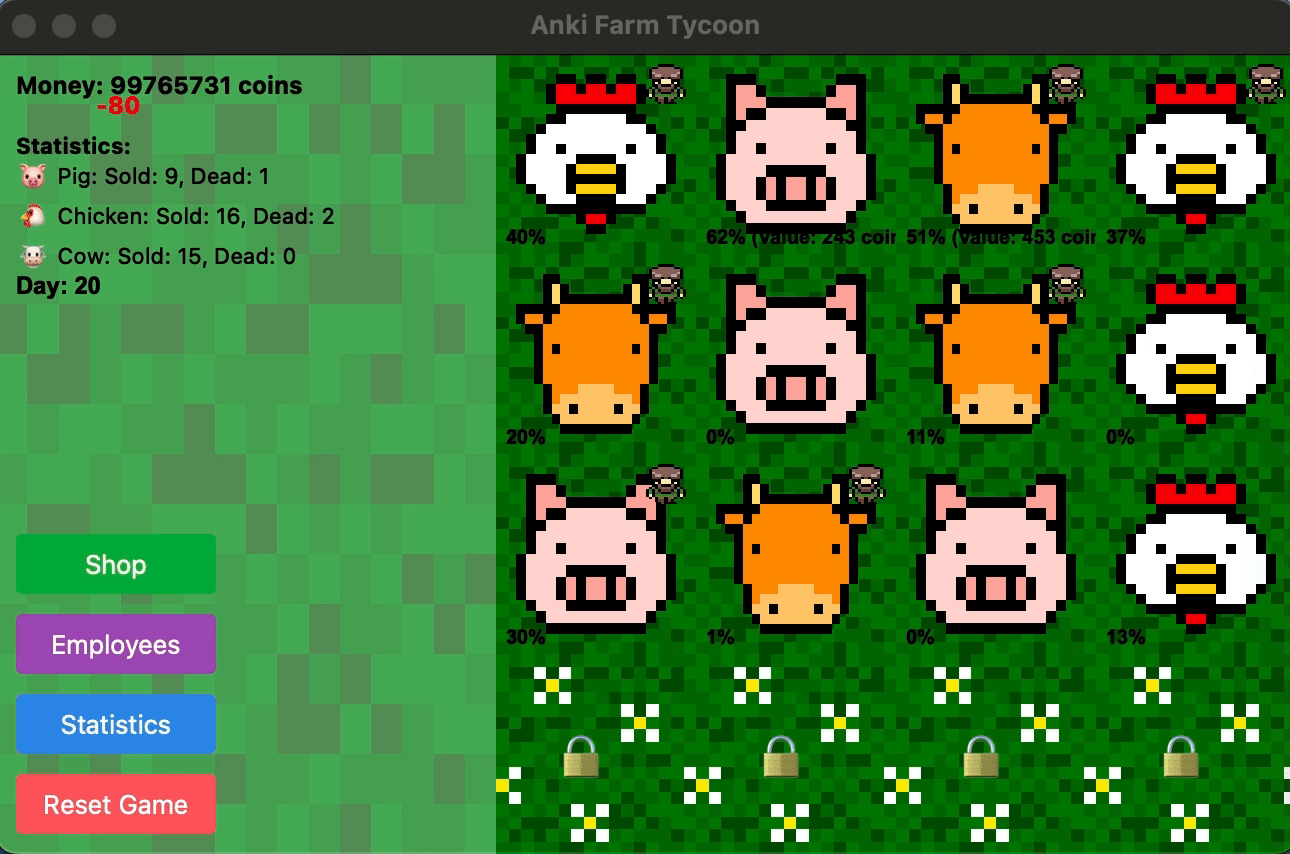 Anki Farm Tycoon
Money: 99765731 coins
-80
Statistics:
Pig: Sold: 9, Dead: 1
Chicken: Sold: 16, Dead: 2
Cow: Sold: 15, Dead: 0
Day: 20
Shop
Employees
Statistics
Reset Game
40%
62% (Value: 243 coir
51% (Value: 453 coir
37%
20%
0%
11%
0%
30%
1%
0%
13%